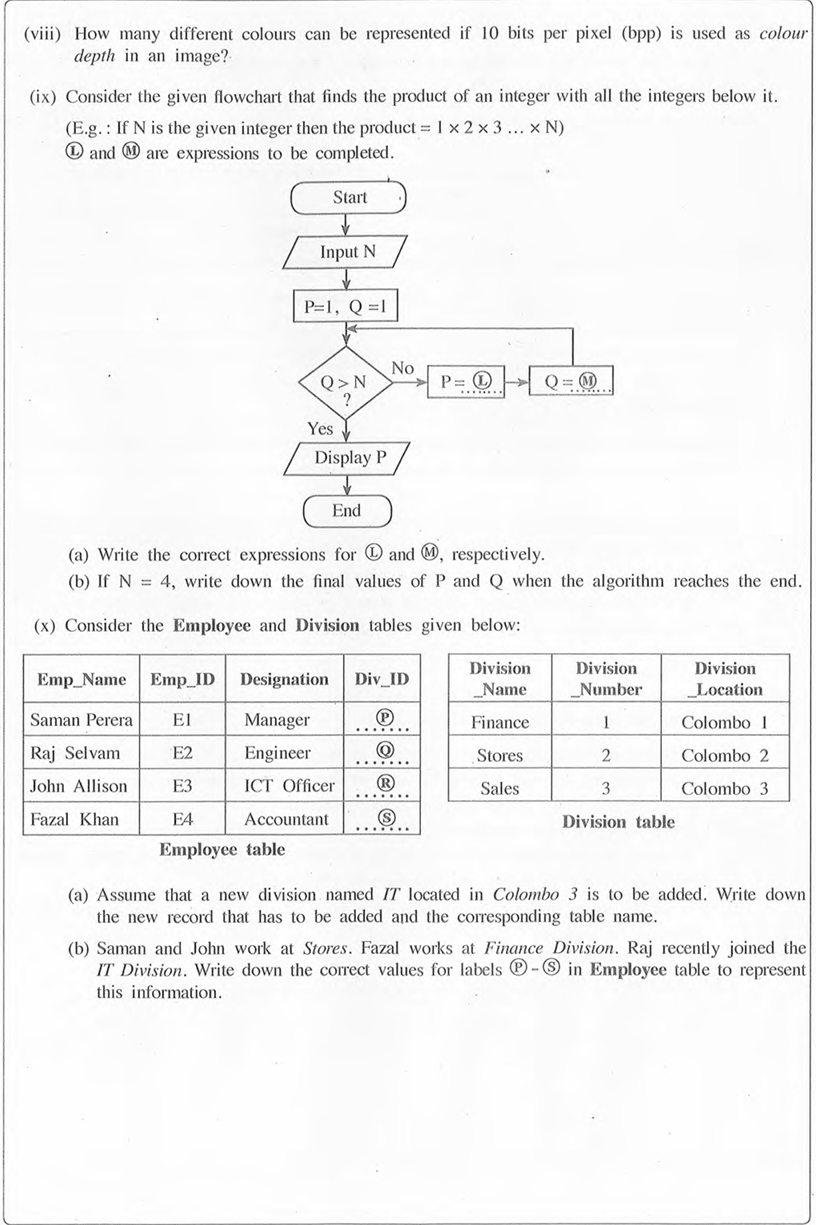 (viii) How many different colours can be represented if 10 bits per pixel (bpp) is used as colour
depth in an image?
(ix) Consider the given flowchart that finds the product of an integer with all the integers below it.
(E.g. : If N is the given integer then the product = 1 × 2 × 3 ... × N)
Ⓛ and Ⓜ are expressions to be completed.
Start
Input N
P=1, Q =1
Q > N
?
No
P = Ⓛ
Q = Ⓜ
Yes
Display P
End
(a) Write the correct expressions for Ⓛ and Ⓜ, respectively.
(b) If N = 4, write down the final values of P and Q when the algorithm reaches the end.
(x) Consider the Employee and Division tables given below:
Emp_Name Emp_ID Designation Div_ID
Saman Perera E1 Manager Ⓟ
Raj Selvam E2 Engineer Ⓠ
John Allison E3 ICT Officer Ⓡ
Fazal Khan E4 Accountant Ⓢ
Employee table
Division Division Division
_Name _Number _Location
Finance 1 Colombo 1
Stores 2 Colombo 2
Sales 3 Colombo 3
Division table
(a) Assume that a new division named IT located in Colombo 3 is to be added. Write down
the new record that has to be added and the corresponding table name.
(b) Saman and John work at Stores. Fazal works at Finance Division. Raj recently joined the
IT Division. Write down the correct values for labels Ⓟ - Ⓢ in Employee table to represent
this information.